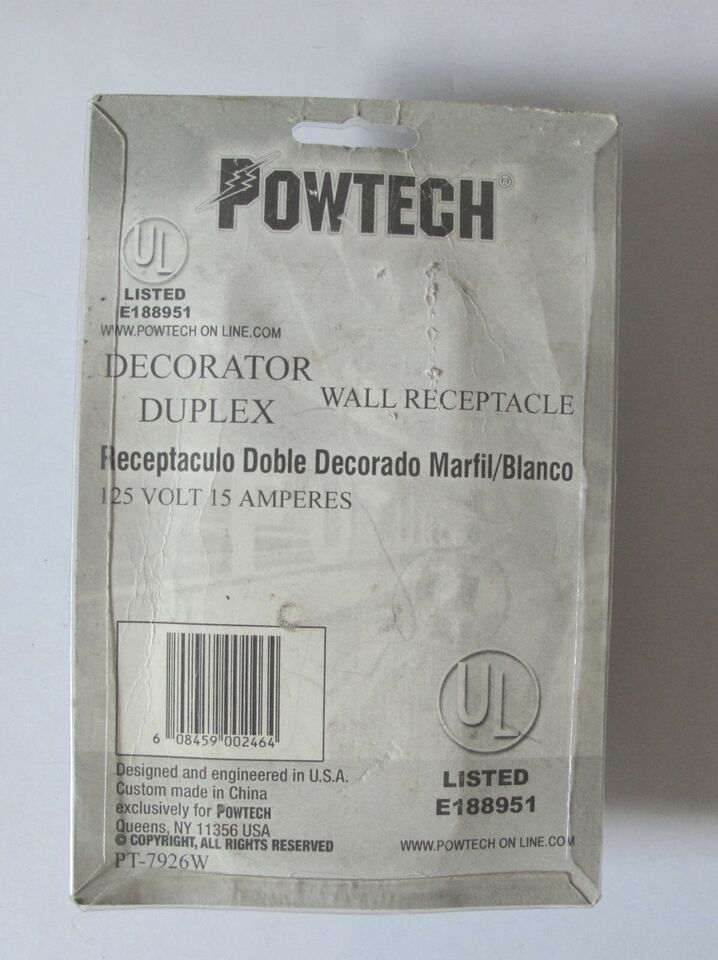 POWTECH®
UL
LISTED
E188951
WWW.POWTECH ON LINE.COM
DECORATOR
DUPLEX
WALL RECEPTACLE
Receptaculo Doble Decorado Marfil/Blanco
125 VOLT 15 AMPERES
6 08459 002464
Designed and engineered in U.S.A.
Custom made in China
exclusively for POWTECH
Queens, NY 11356 USA
© COPYRIGHT, ALL RIGHTS RESERVED
PT-7926W
UL
LISTED
E188951
WWW.POWTECH ON LINE.COM